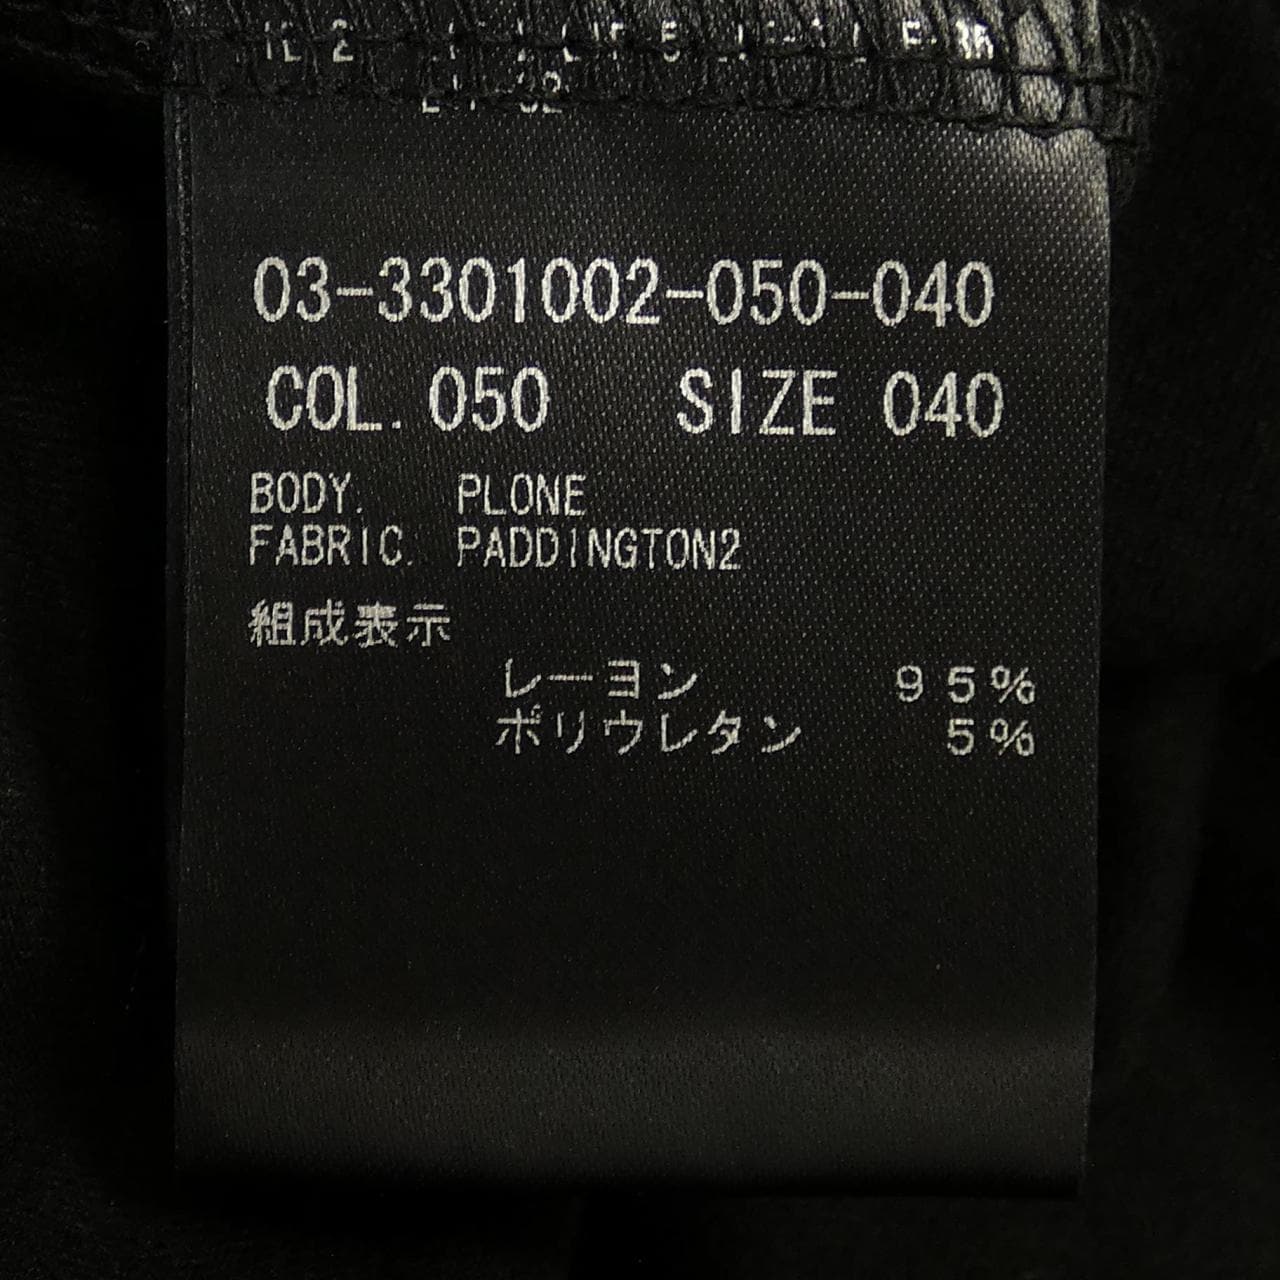 03-3301002-050-040
COL. 050 SIZE 040
BODY. PLONE
FABRIC. PADDINGTON2
組成表示
レーヨン 95%
ポリウレタン 5%